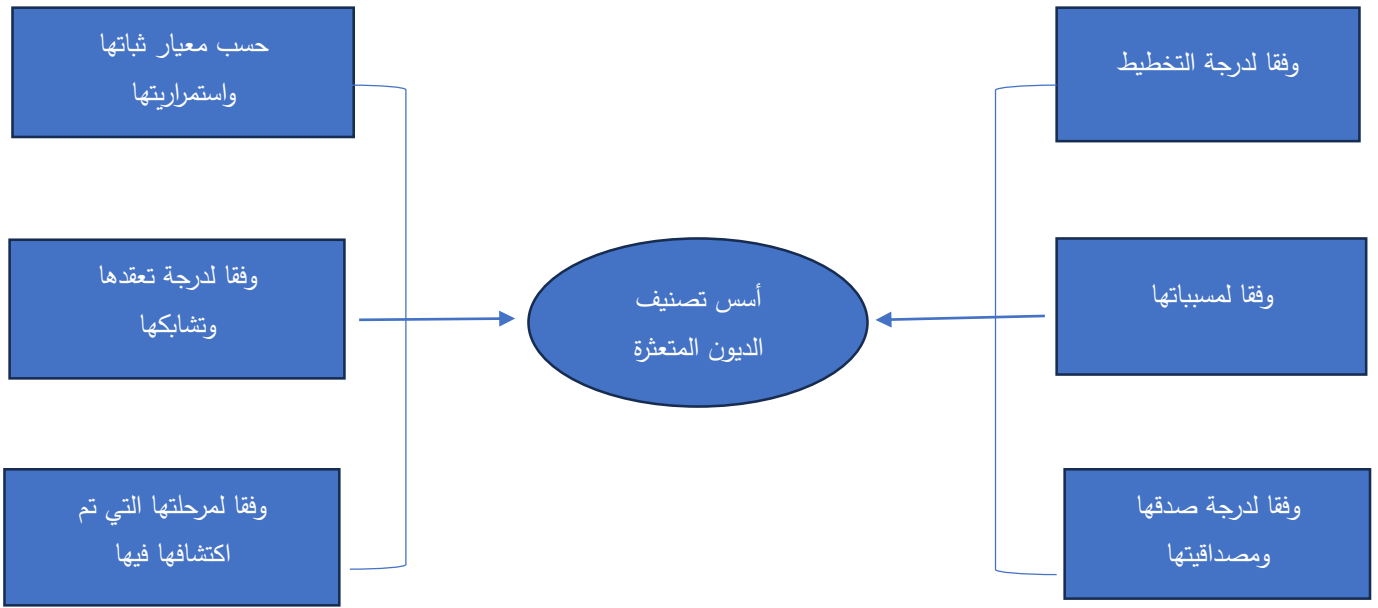 وفقا لدرجة التخطيط
حسب معيار ثباتها
واستمراريتها
وفقا لمسبباتها
أسس تصنيف
الديون المتعثرة
وفقا لدرجة تعقدها
وتشابكها
وفقا لدرجة صدقها
ومصداقيتها
وفقا لمرحلتها التي تم
اكتشافها فيها